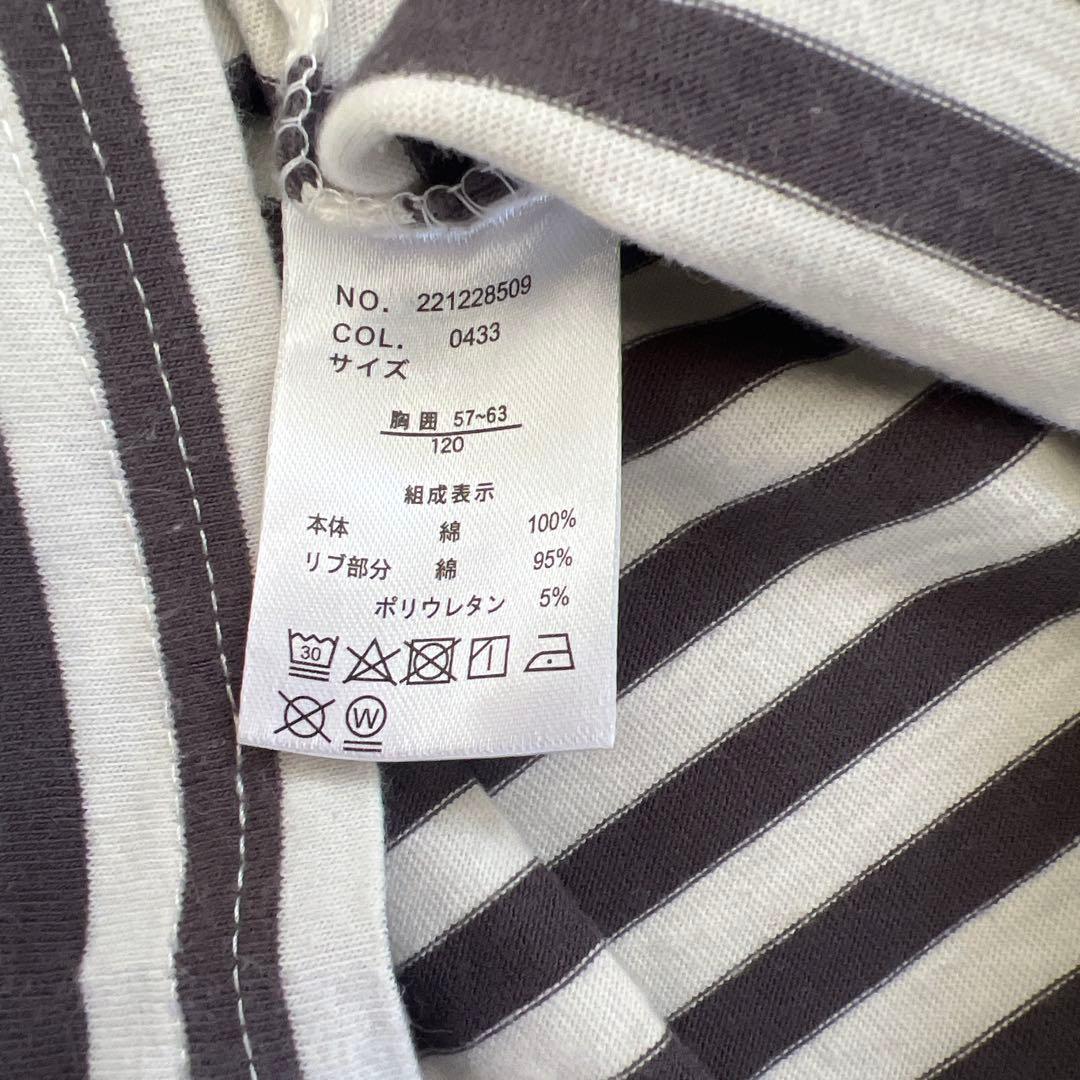 NO. 221228509
COL. 0433
サイズ
胸囲 57~63
120
組成表示
本体 綿 100%
リブ部分 綿 95%
ポリウレタン 5%
30
W